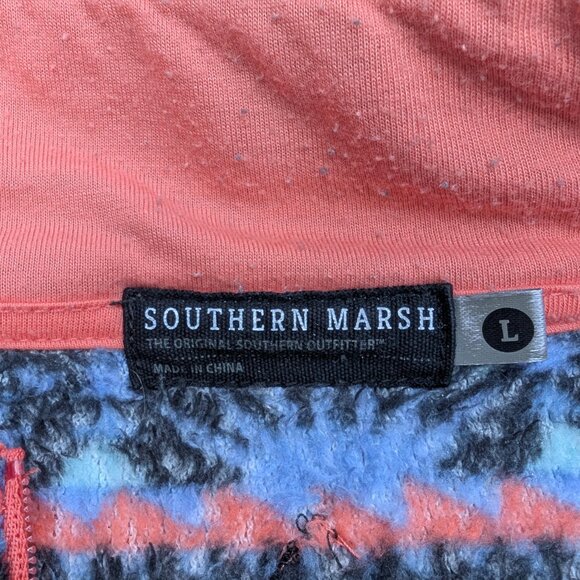 SOUTHERN MARSH
THE ORIGINAL SOUTHERN OUTFITTER™
MADE IN CHINA
L